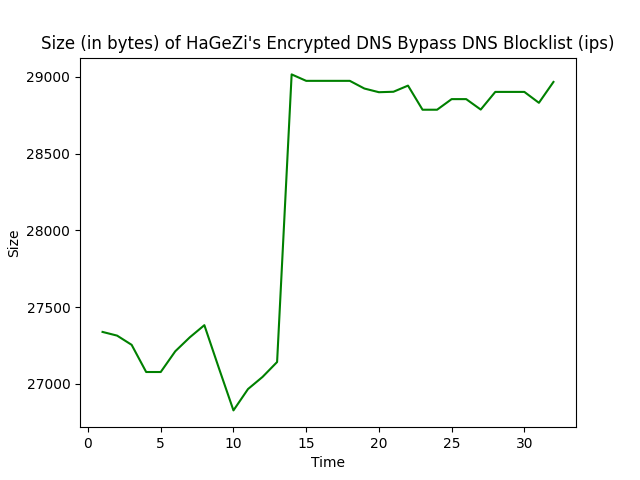 Size (in bytes) of HaGeZi's Encrypted DNS Bypass DNS Blocklist (ips)
29000
28500
28000
27500
27000
Size
0 5 10 15 20 25 30
Time